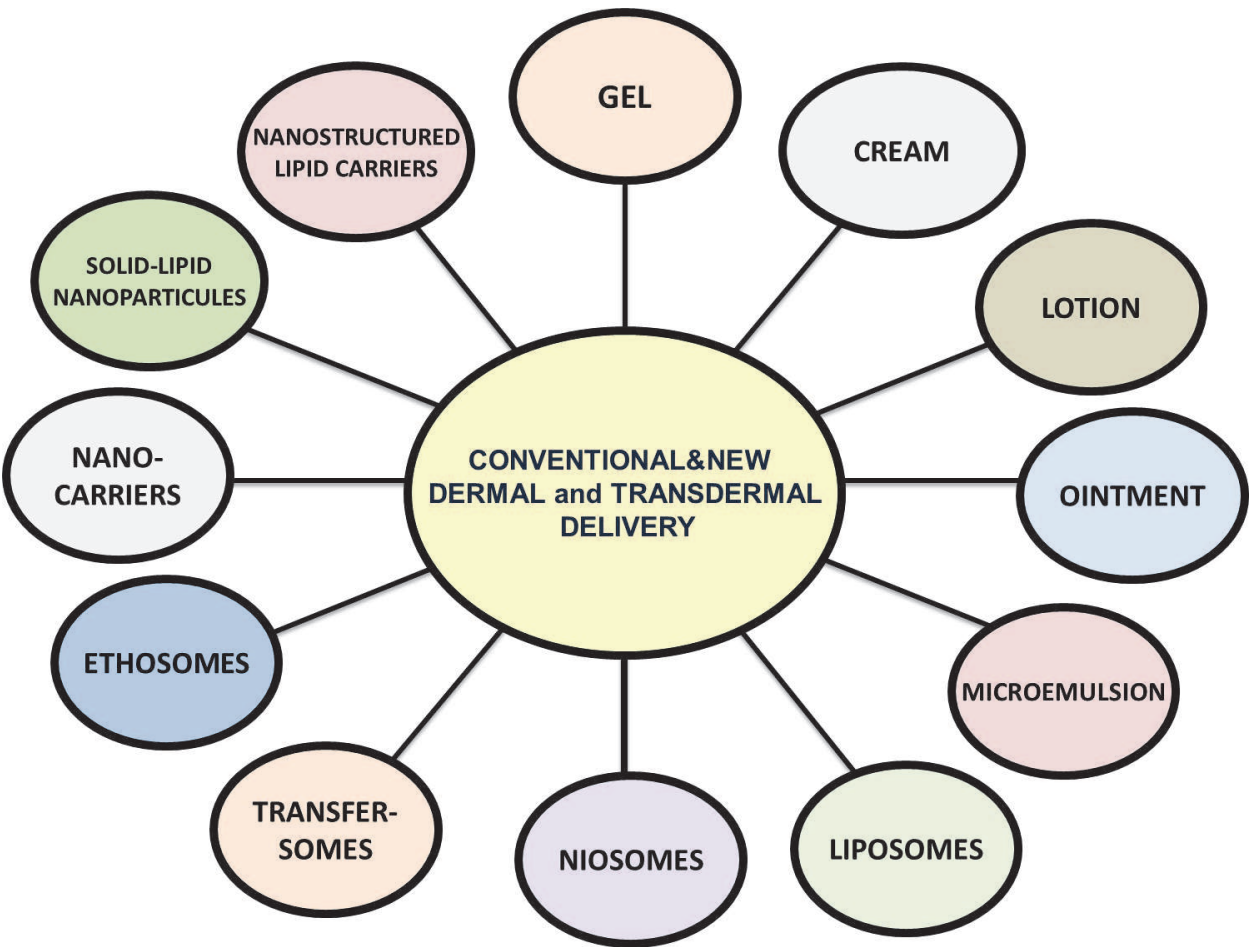 GEL
NANOSTRUCTURED
LIPID CARRIERS
CREAM
SOLID-LIPID
NANOPARTICULES
LOTION
NANO-
CARRIERS
CONVENTIONAL&NEW
DERMAL and TRANSDERMAL
DELIVERY
OINTMENT
ETHOSOMES
MICROEMULSION
TRANSFER-
SOMES
NIOSOMES
LIPOSOMES